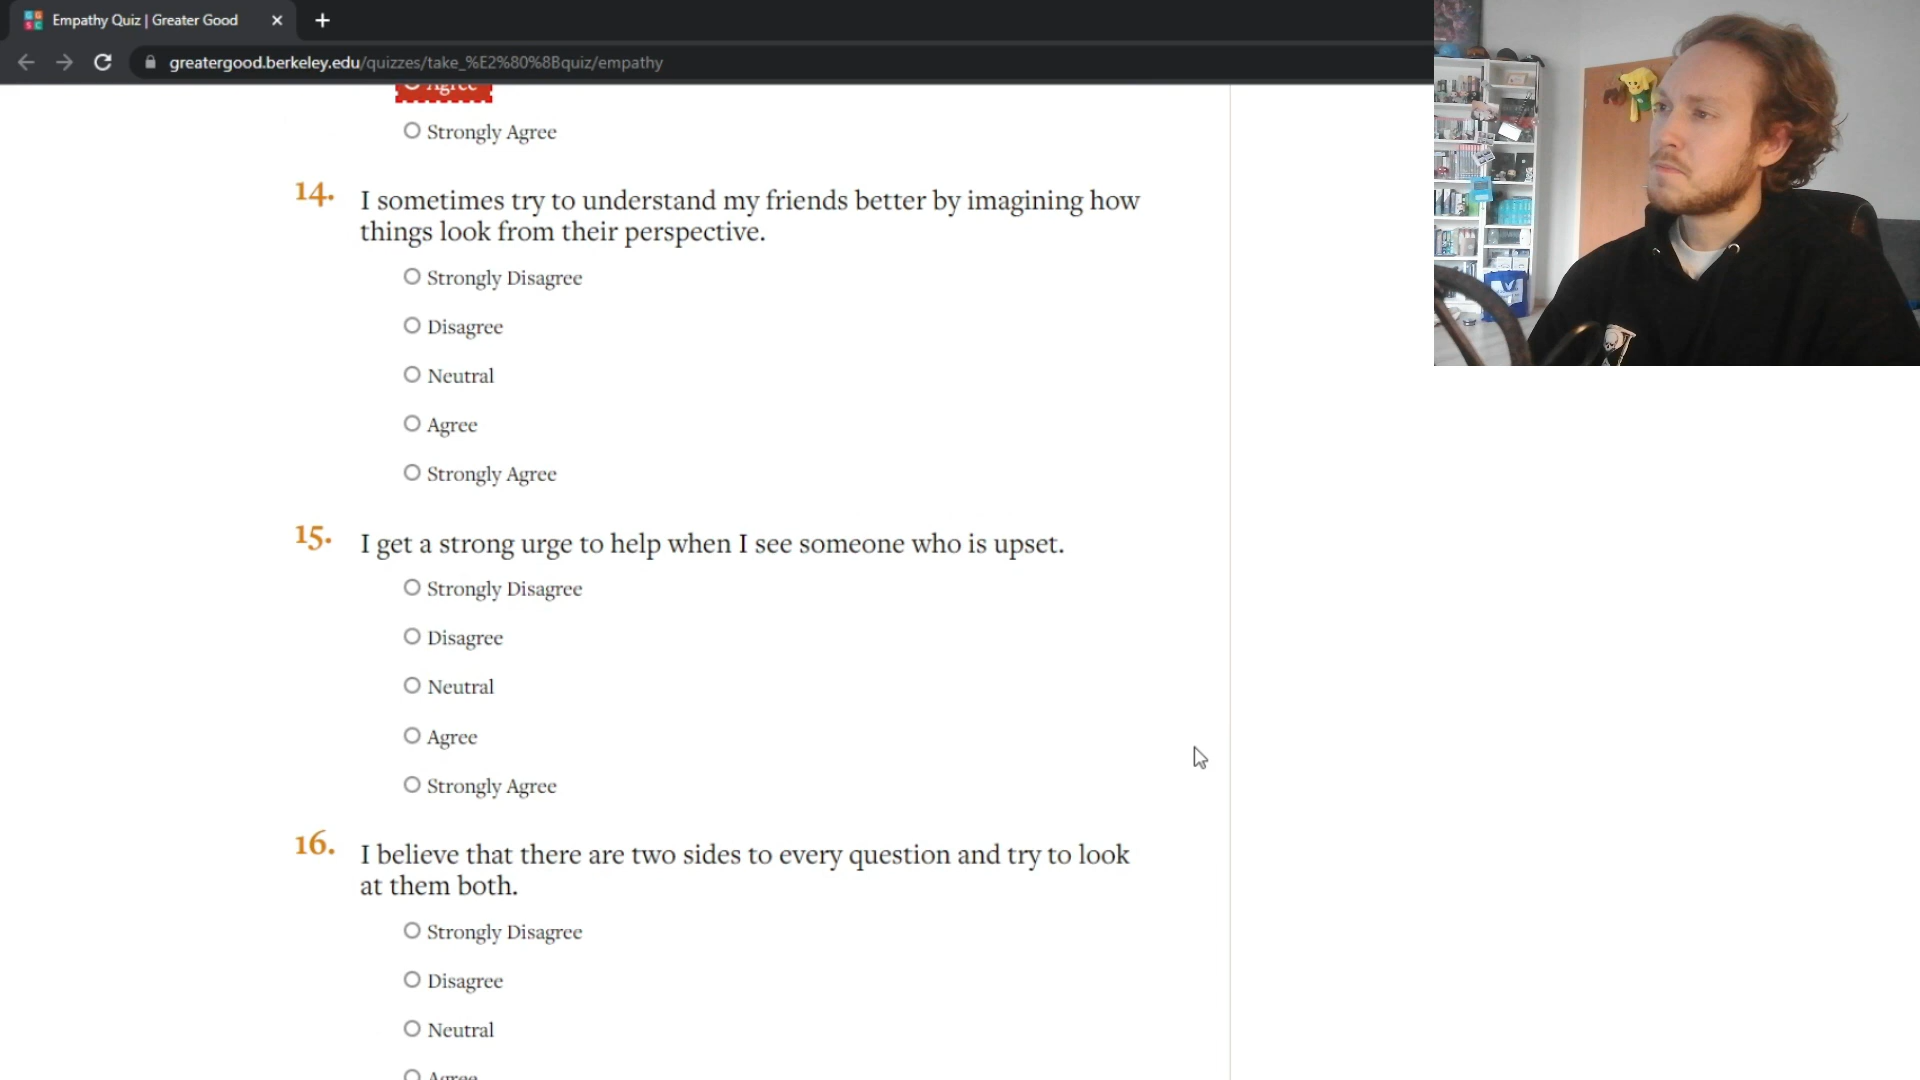 Empathy Quiz | Greater Good
greatergood.berkeley.edu/quizzes/take_%E2%80%8Bquiz/empathy
Agree
Strongly Agree
14. I sometimes try to understand my friends better by imagining how
things look from their perspective.
Strongly Disagree
Disagree
Neutral
Agree
Strongly Agree
15. I get a strong urge to help when I see someone who is upset.
Strongly Disagree
Disagree
Neutral
Agree
Strongly Agree
16. I believe that there are two sides to every question and try to look
at them both.
Strongly Disagree
Disagree
Neutral
Agree